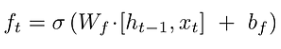 f_t = σ (W_f · [h_{t−1}, x_t] + b_f)